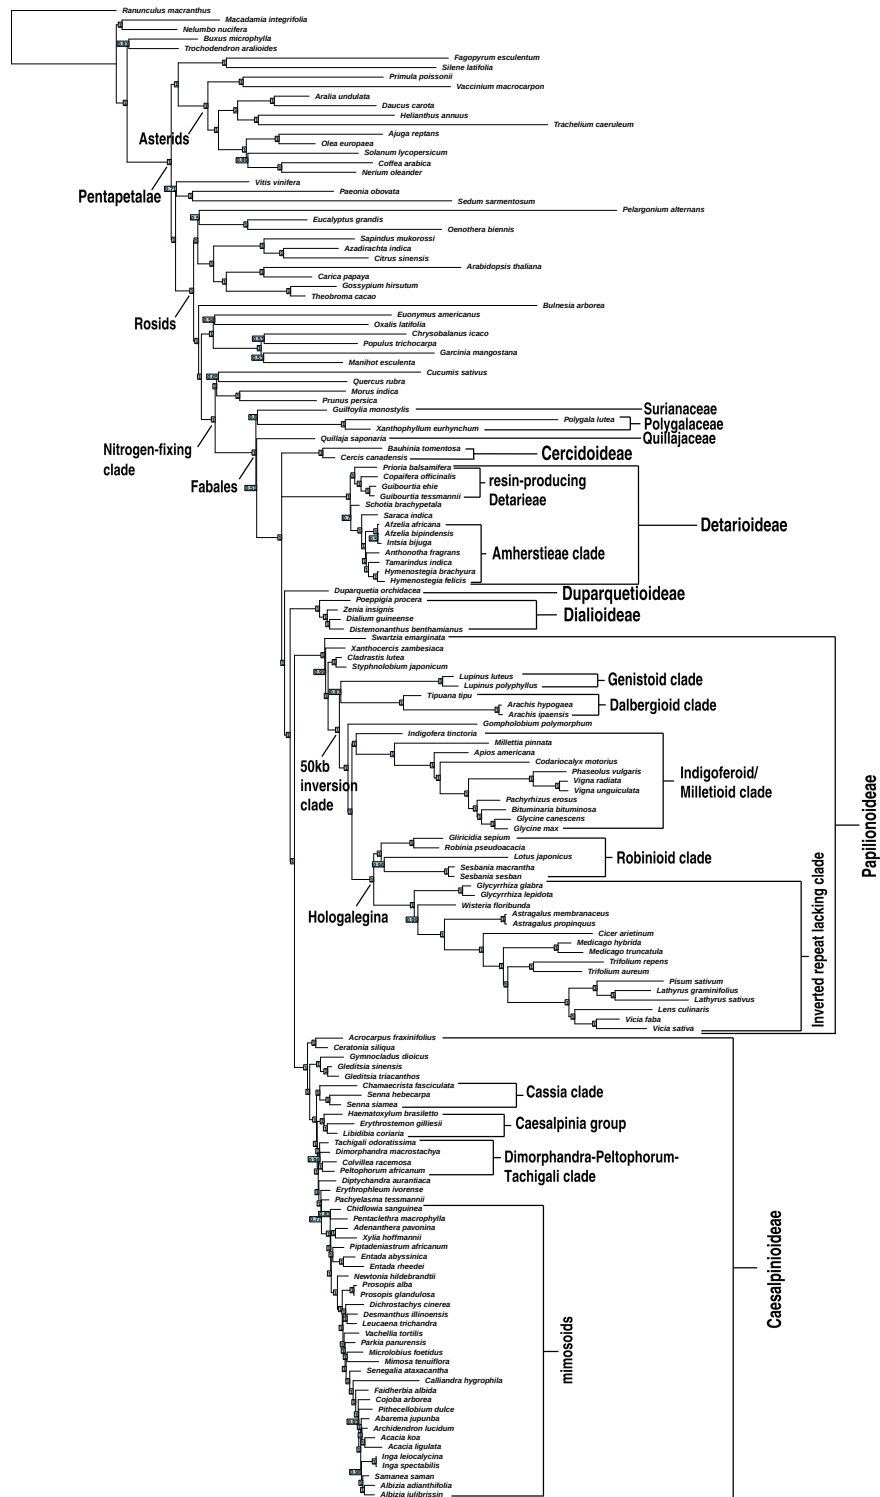 Ranunculus macranthus
Macadamia integrifolia
Nelumbo nucifera
Buxus microphylla
Trochodendron aralioides
Fagopyrum esculentum
Silene latifolia
Primula poissonii
Vaccinium macrocarpon
Aralia undulata
Daucus carota
Helianthus annuus
Trachelium caeruleum
Ajuga reptans
Asterids
Olea europaea
Solanum lycopersicum
Coffea arabica
Nerium oleander
Vitis vinifera
Pentapetalae
Paeonia obovata
Sedum sarmentosum
Pelargonium alternans
Eucalyptus grandis
Oenothera biennis
Sapindus mukorossi
Azadirachta indica
Citrus sinensis
Arabidopsis thaliana
Carica papaya
Gossypium hirsutum
Theobroma cacao
Bulnesia arborea
Euonymus americanus
Rosids
Oxalis latifolia
Chrysobalanus icaco
Populus trichocarpa
Garcinia mangostana
Manihot esculenta
Cucumis sativus
Quercus rubra
Morus indica
Prunus persica
Guilfoylia monostylis
Surianaceae
Polygala lutea
Polygalaceae
Xanthophyllum eurhynchum
Quillaja saponaria
Quillajaceae
Nitrogen-fixing
clade
Bauhinia tomentosa
Cercidoideae
Cercis canadensis
Prioria balsamifera
Copaifera officinalis
resin-producing
Detarieae
Guibourtia ehie
Fabales
Guibourtia tessmannii
Schotia brachypetala
Saraca indica
Afzelia africana
Detarioideae
Afzelia bipindensis
Intsia bijuga
Anthonotha fragrans
Amherstieae clade
Tamarindus indica
Hymenostegia brachyura
Hymenostegia felicis
Duparquetia orchidacea
Duparquetioideae
Poeppigia procera
Zenia insignis
Dialioideae
Dialium guineense
Distemonanthus benthamianus
Swartzia emarginata
Xanthocercis zambesiaca
Cladrastis lutea
Styphnolobium japonicum
Lupinus luteus
Genistoid clade
Lupinus polyphyllus
Tipuana tipu
Arachis hypogaea
Dalbergioid clade
Arachis ipaensis
Gompholobium polymorphum
Indigofera tinctoria
Millettia pinnata
Apios americana
50kb
inversion
clade
Codariocalyx motorius
Phaseolus vulgaris
Vigna radiata
Vigna unguiculata
Indigoferoid/
Milletioid clade
Pachyrhizus erosus
Bituminaria bituminosa
Glycine canescens
Glycine max
Papilionoideae
Gliricidia sepium
Robinia pseudoacacia
Lotus japonicus
Robinioid clade
Sesbania macrantha
Sesbania sesban
Glycyrrhiza glabra
Glycyrrhiza lepidota
Wisteria floribunda
Hologalegina
Astragalus membranaceus
Astragalus propinquus
Cicer arietinum
Medicago hybrida
Medicago truncatula
Inverted repeat lacking clade
Trifolium repens
Trifolium aureum
Pisum sativum
Lathyrus graminifolius
Lathyrus sativus
Lens culinaris
Vicia faba
Vicia sativa
Acrocarpus fraxinifolius
Ceratonia siliqua
Gymnocladus dioicus
Gleditsia sinensis
Gleditsia triacanthos
Chamaecrista fasciculata
Senna hebecarpa
Cassia clade
Senna siamea
Haematoxylum brasiletto
Erythrostemon gilliesii
Caesalpinia group
Libidibia coriaria
Tachigali odoratissima
Dimorphandra macrostachya
Dimorphandra-Peltophorum-
Tachigali clade
Colvillea racemosa
Peltophorum africanum
Diptychandra aurantiaca
Erythrophleum ivorense
Pachyelasma tessmannii
Chidlowia sanguinea
Pentaclethra macrophylla
Adenanthera pavonina
Xylia hoffmannii
Piptadeniastrum africanum
Entada abyssinica
Entada rheedei
Caesalpinioideae
Newtonia hildebrandtii
Prosopis alba
Prosopis glandulosa
Dichrostachys cinerea
Desmanthus illinoensis
Leucaena trichandra
Vachellia tortilis
Parkia panurensis
mimosoids
Microlobius foetidus
Mimosa tenuiflora
Senegalia ataxacantha
Calliandra hygrophila
Faidherbia albida
Cojoba arborea
Pithecellobium dulce
Abarema jupunba
Archidendron lucidum
Acacia koa
Acacia ligulata
Inga leiocalycina
Inga spectabilis
Samanea saman
Albizia adianthifolia
Albizia julibrissin